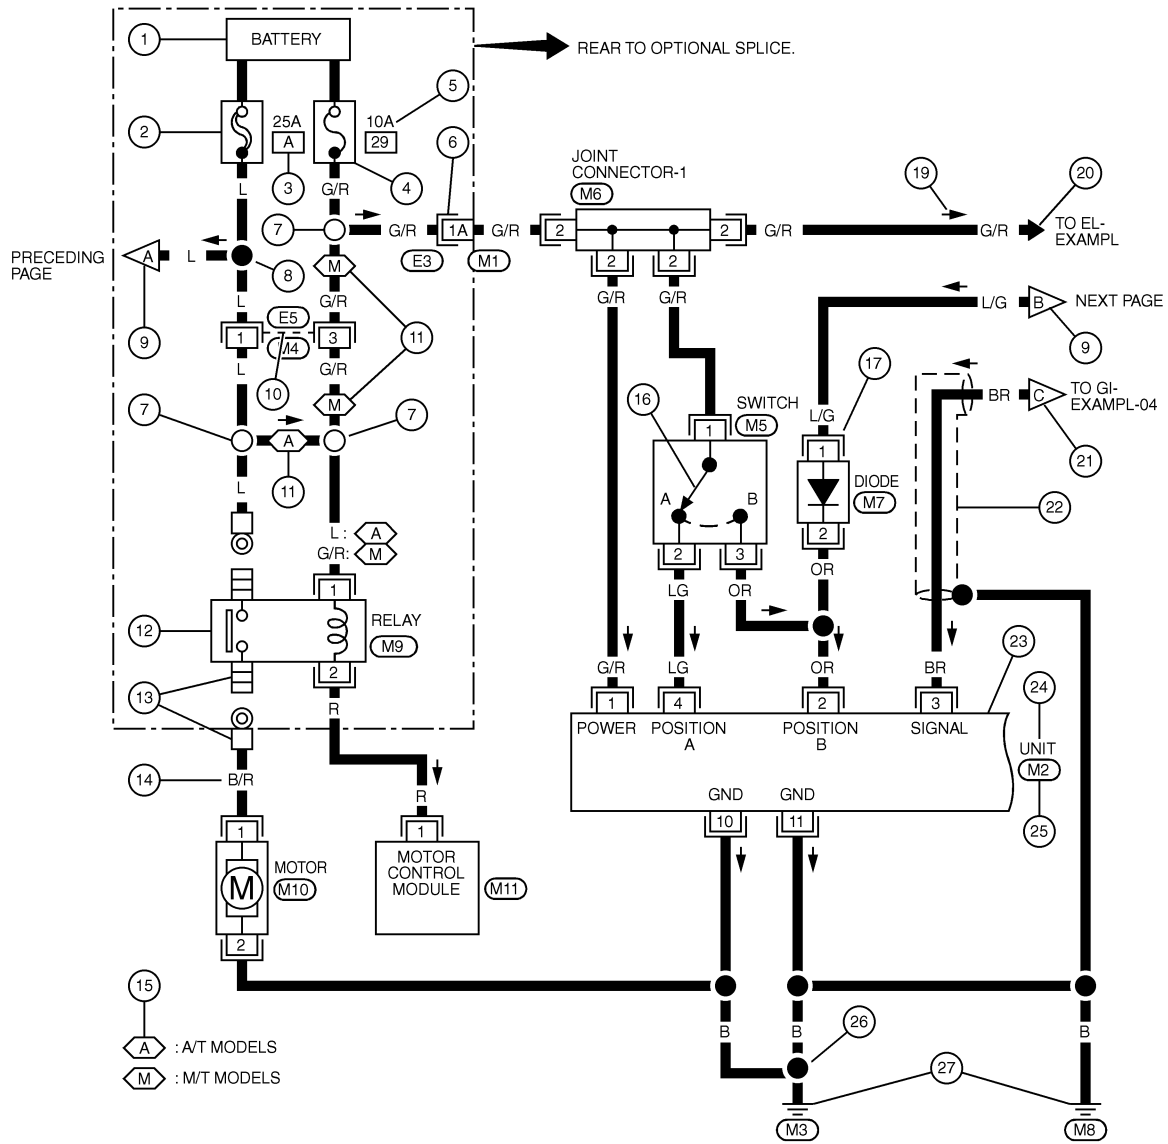 1
BATTERY
REAR TO OPTIONAL SPLICE.
5
2
25A
A
10A
29
6
3
4
JOINT
CONNECTOR-1
M6
19
20
L
G/R
7
G/R
1A
G/R
2
2
G/R
G/R
TO EL-
EXAMPL
PRECEDING
PAGE
A
L
8
M
E3
M1
2
2
L
G/R
G/R
G/R
L/G
B
NEXT PAGE
9
E5
1
3
M4
11
9
L
G/R
10
17
16
BR
C
TO GI-
EXAMPL-04
7
M
7
SWITCH
M5
1
L/G
A
1
21
L
11
A
B
DIODE
M7
22
L :
A
G/R:
M
2
3
2
OR
1
LG
OR
12
RELAY
M9
2
23
G/R
LG
OR
BR
13
R
1
4
2
3
24
POWER
POSITION
A
POSITION
B
SIGNAL
UNIT
M2
14
B/R
R
GND
GND
10
11
25
1
1
MOTOR
M10
M
MOTOR
CONTROL
MODULE
M11
2
15
26
B
B
B
A
: A/T MODELS
M
: M/T MODELS
27
M3
M8